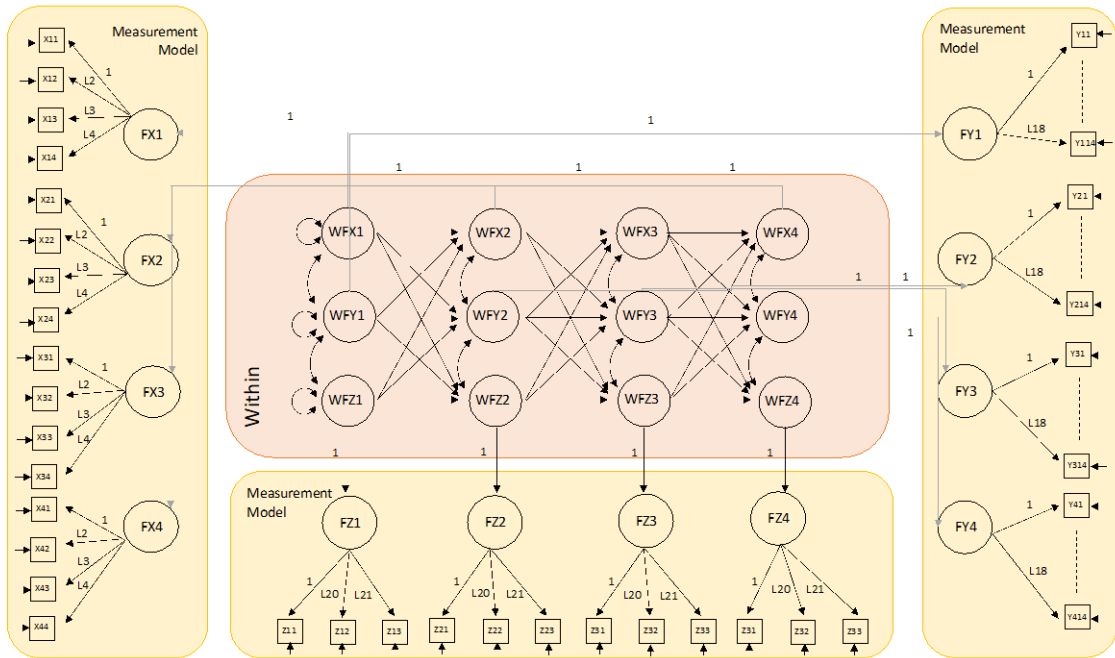 Measurement
Model
X11
1
X12
L2
X13
L3
X14
L4
FX1
X21
1
X22
L2
X23
L3
X24
L4
FX2
X31
1
X32
L2
X33
L3
X34
L4
FX3
X41
1
X42
L2
X43
L3
X44
L4
FX4
1
1
1
1
1
Within
WFX1
WFX2
WFX3
WFX4
WFY1
WFY2
WFY3
WFY4
WFZ1
WFZ2
WFZ3
WFZ4
1
1
1
1
1
1
1
Measurement
Model
FZ1
FZ2
FZ3
FZ4
1
L20
L21
1
L20
L21
1
L20
L21
1
L20
L21
Z11
Z12
Z13
Z21
Z22
Z23
Z31
Z32
Z33
Z31
Z32
Z33
Measurement
Model
Y11
1
FY1
L18
Y114
Y21
1
FY2
L18
Y214
Y31
1
FY3
L18
Y314
Y41
1
FY4
L18
Y414